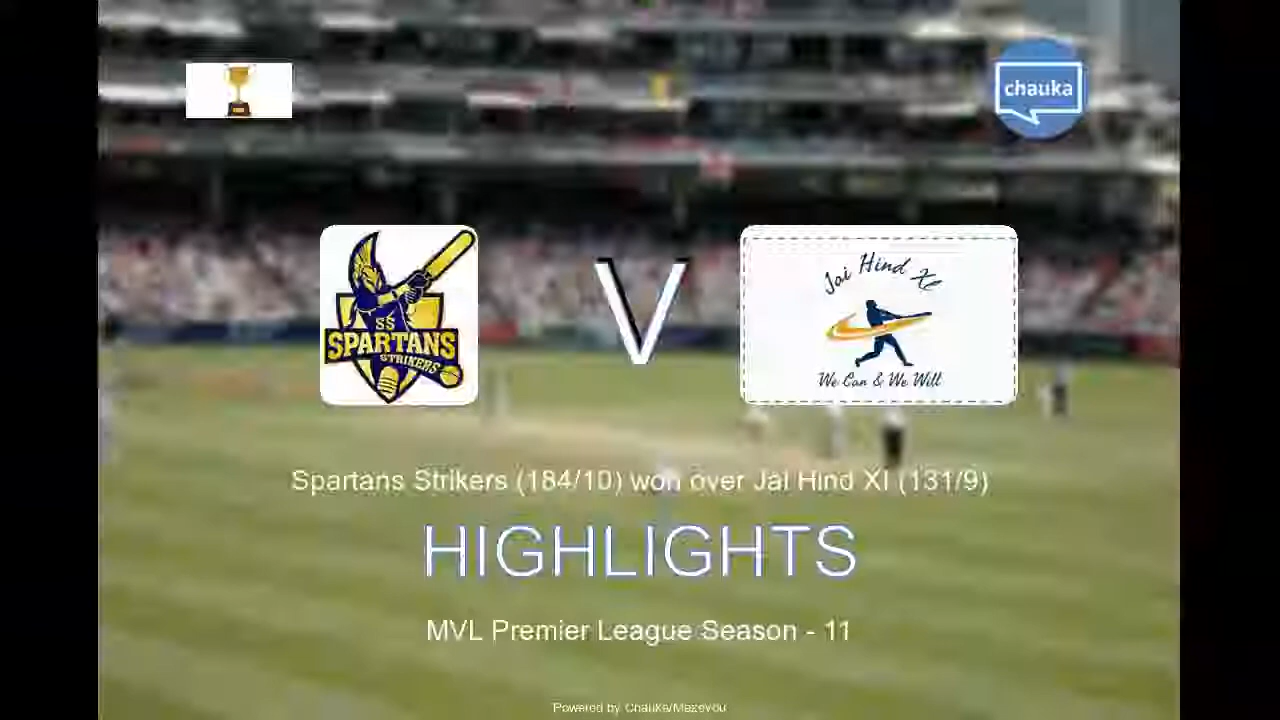 chauka
SS
SPARTANS
STRIKERS
V
Jai Hind XI
We Can & We Will
Spartans Strikers (184/10) won over Jai Hind XI (131/9)
HIGHLIGHTS
MVL Premier League Season - 11
Powered by Chauka/Mazevou